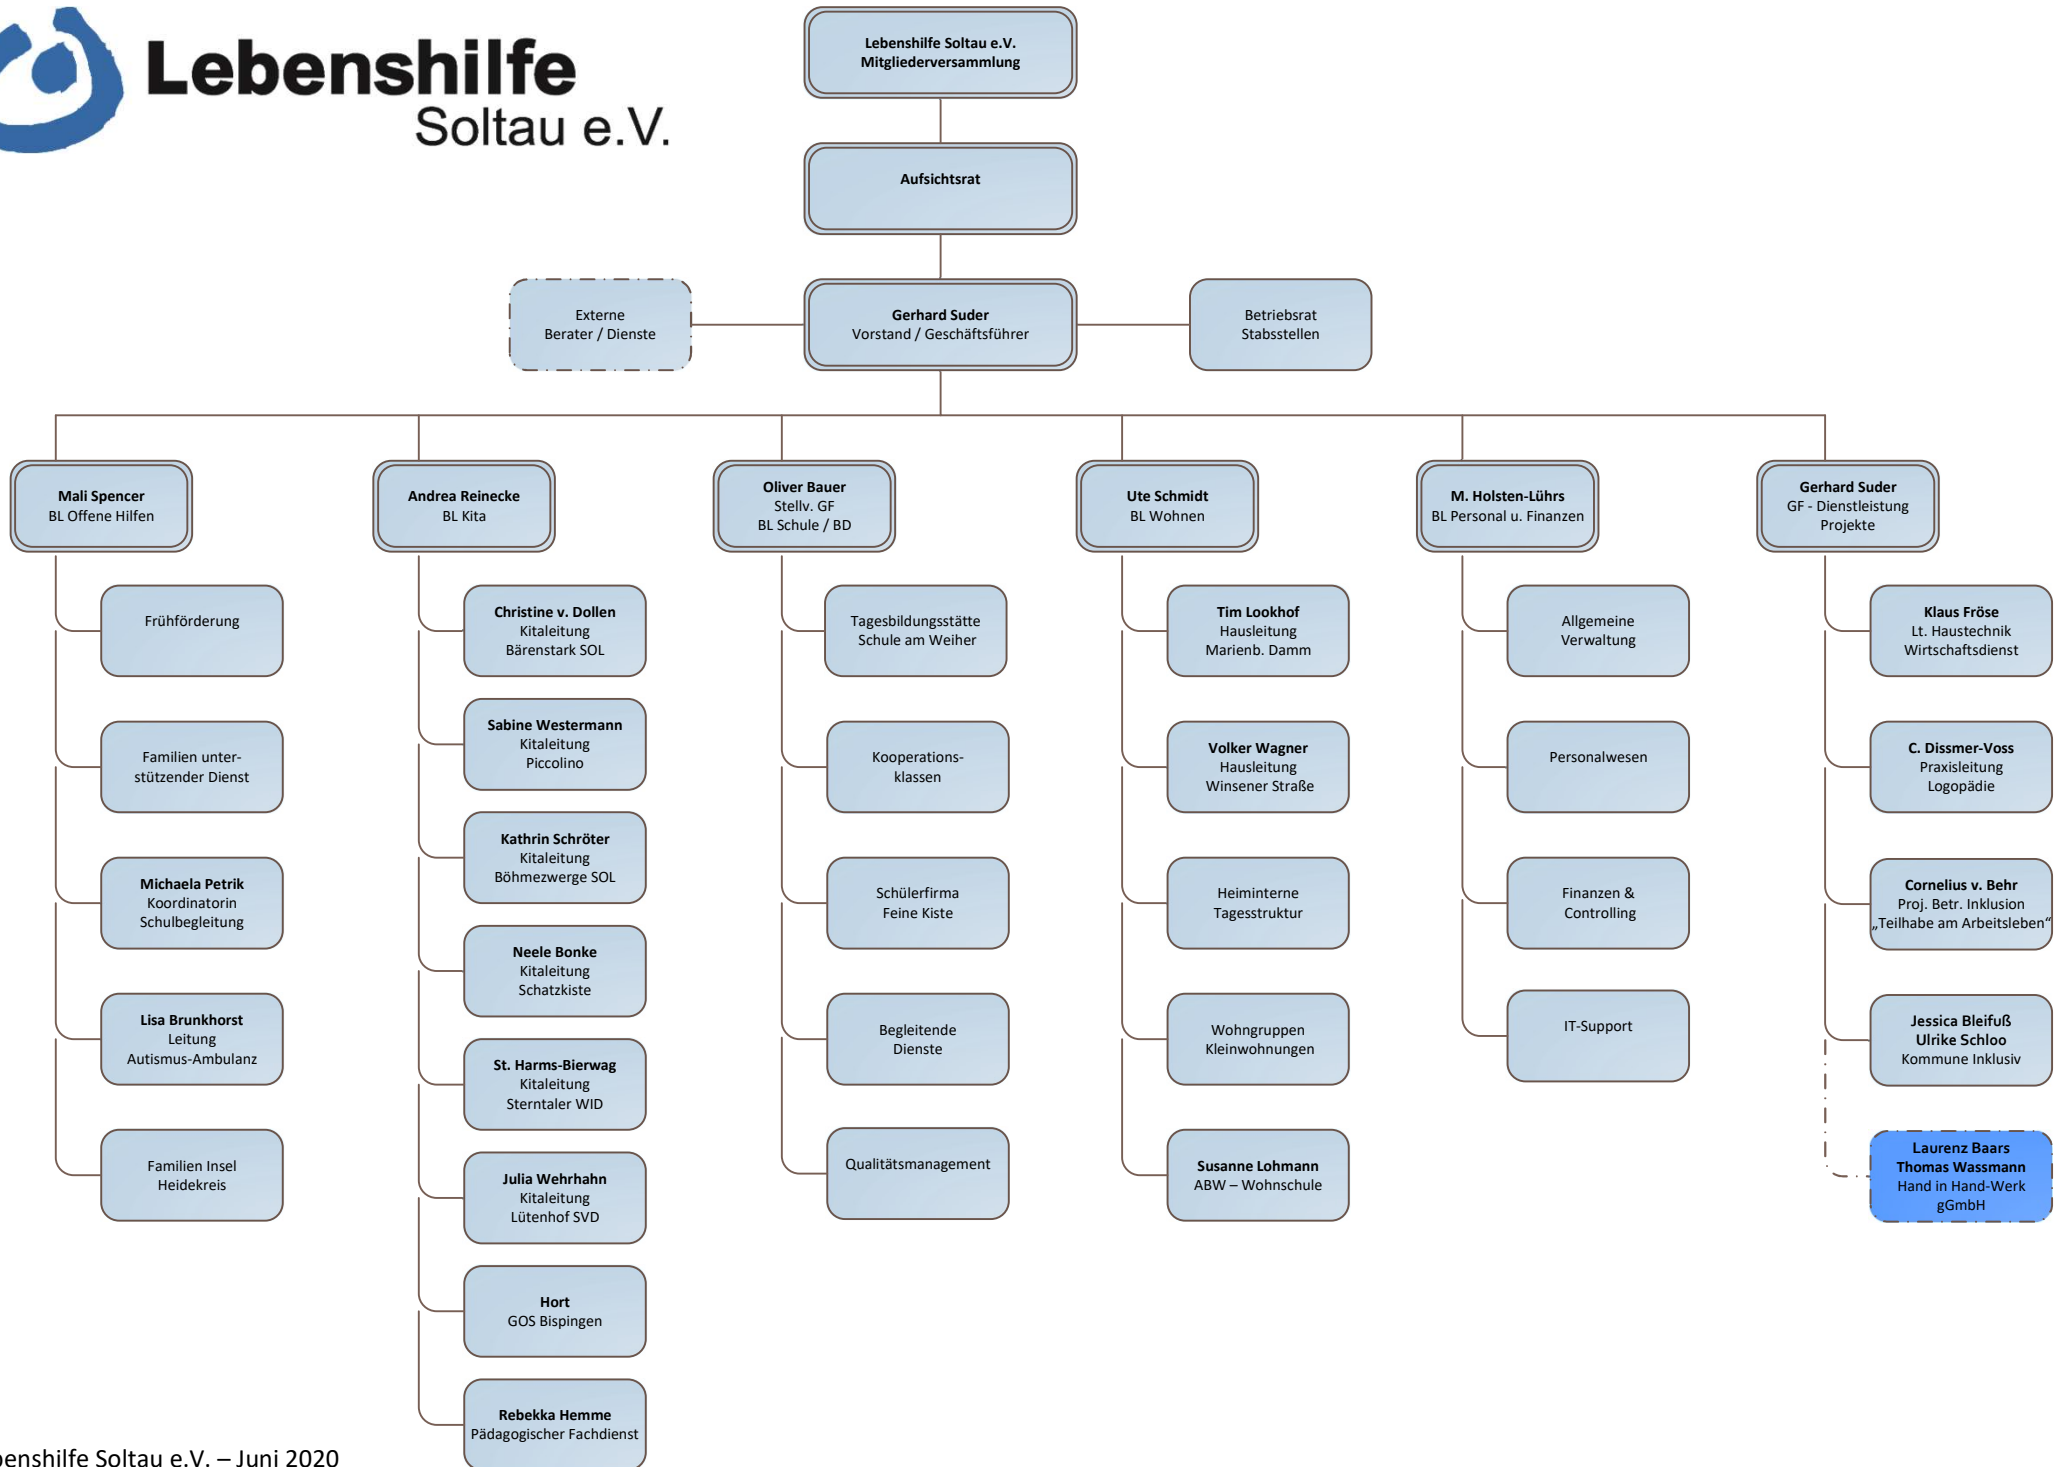 Lebenshilfe
Soltau e.V.
Lebenshilfe Soltau e.V.
Mitgliederversammlung
Aufsichtsrat
Externe
Berater / Dienste
Gerhard Suder
Vorstand / Geschäftsführer
Betriebsrat
Stabsstellen
Mali Spencer
BL Offene Hilfen
Frühförderung
Familien unter-
stützender Dienst
Michaela Petrik
Koordinatorin
Schulbegleitung
Lisa Brunkhorst
Leitung
Autismus-Ambulanz
Familien Insel
Heidekreis
Andrea Reinecke
BL Kita
Christine v. Dollen
Kitaleitung
Bärenstark SOL
Sabine Westermann
Kitaleitung
Piccolino
Kathrin Schröter
Kitaleitung
Böhmezwerge SOL
Neele Bonke
Kitaleitung
Schatzkiste
St. Harms-Bierwag
Kitaleitung
Sterntaler WID
Julia Wehrhahn
Kitaleitung
Lütenhof SVD
Hort
GOS Bispingen
Rebekka Hemme
Pädagogischer Fachdienst
Oliver Bauer
Stellv. GF
BL Schule / BD
Tagesbildungsstätte
Schule am Weiher
Kooperations-
klassen
Schülerfirma
Feine Kiste
Begleitende
Dienste
Qualitätsmanagement
Ute Schmidt
BL Wohnen
Tim Lookhof
Hausleitung
Marienb. Damm
Volker Wagner
Hausleitung
Winsener Straße
Heiminterne
Tagesstruktur
Wohngruppen
Kleinwohnungen
Susanne Lohmann
ABW – Wohnschule
M. Holsten-Lührs
BL Personal u. Finanzen
Allgemeine
Verwaltung
Personalwesen
Finanzen &
Controlling
IT-Support
Gerhard Suder
GF - Dienstleistung
Projekte
Klaus Fröse
Lt. Haustechnik
Wirtschaftsdienst
C. Dissmer-Voss
Praxisleitung
Logopädie
Cornelius v. Behr
Proj. Betr. Inklusion
„Teilhabe am Arbeitsleben“
Jessica Bleifuß
Ulrike Schloo
Kommune Inklusiv
Laurenz Baars
Thomas Wassmann
Hand in Hand-Werk
gGmbH
benshilfe Soltau e.V. – Juni 2020